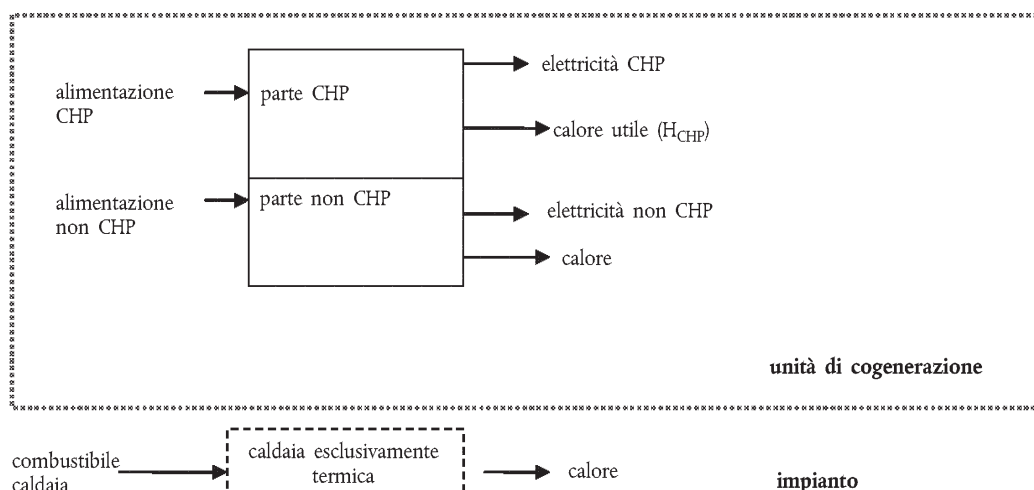 elettricità CHP
alimentazione
CHP
parte CHP
calore utile (HCHP)
alimentazione
non CHP
parte non CHP
elettricità non CHP
calore
unità di cogenerazione
combustibile
caldaia
caldaia esclusivamente
termica
calore
impianto